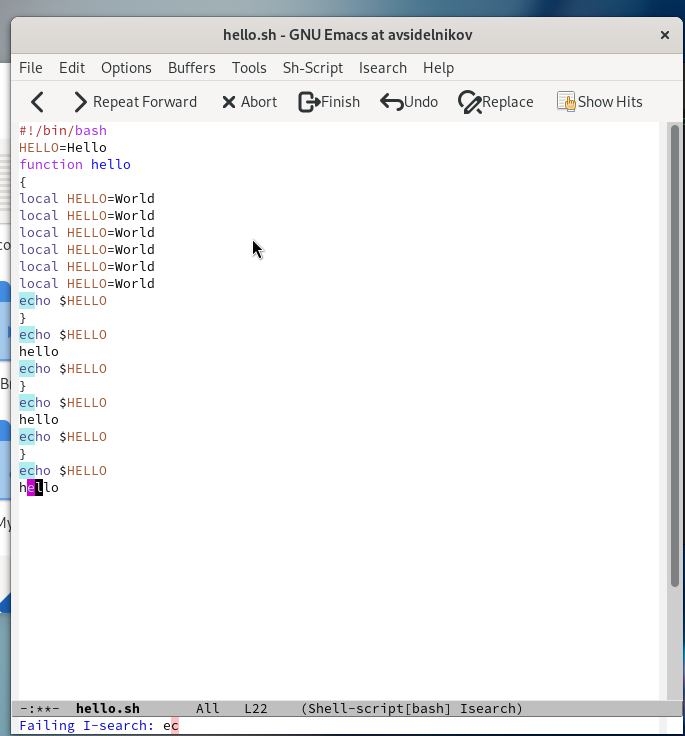 hello.sh - GNU Emacs at avsidelnikov ×
File Edit Options Buffers Tools Sh-Script Isearch Help
Repeat Forward Abort Finish Undo Replace Show Hits
#!/bin/bash
HELLO=Hello
function hello
{
local HELLO=World
local HELLO=World
local HELLO=World
local HELLO=World
local HELLO=World
local HELLO=World
echo $HELLO
}
echo $HELLO
hello
echo $HELLO
}
echo $HELLO
hello
echo $HELLO
}
echo $HELLO
hello
-:**-  hello.sh       All   L22    (Shell-script[bash] Isearch)
Failing I-search: ec